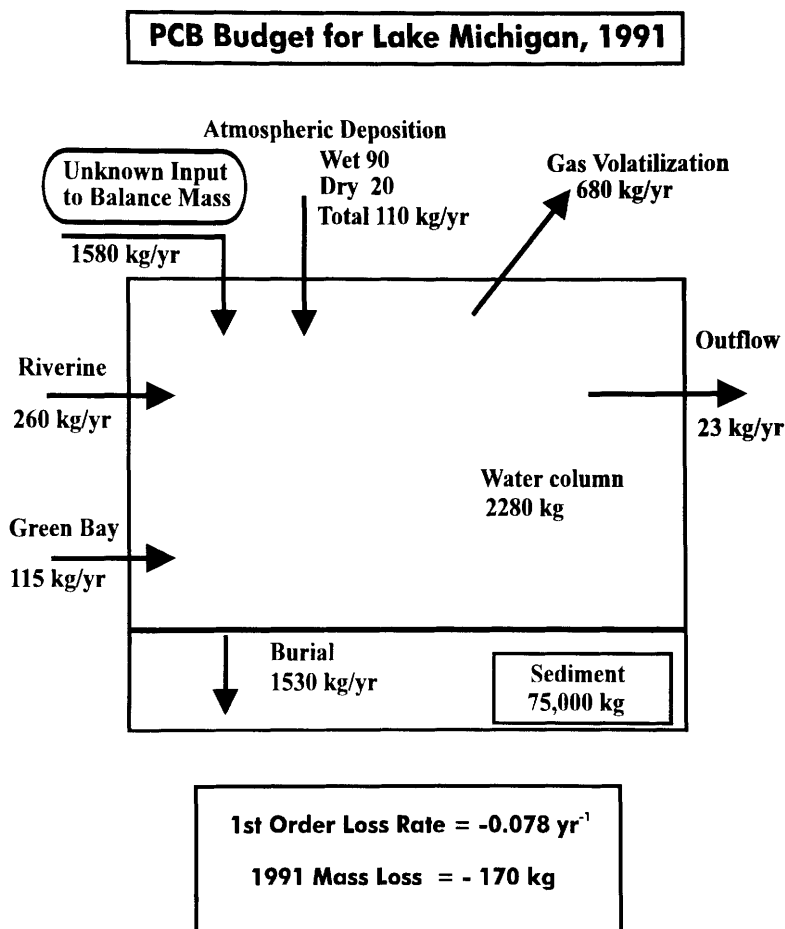 PCB Budget for Lake Michigan, 1991
Atmospheric Deposition
Wet 90
Dry 20
Total 110 kg/yr
Unknown Input
to Balance Mass
1580 kg/yr
Gas Volatilization
680 kg/yr
Riverine
260 kg/yr
Outflow
23 kg/yr
Water column
2280 kg
Green Bay
115 kg/yr
Burial
1530 kg/yr
Sediment
75,000 kg
1st Order Loss Rate = -0.078 yr⁻¹
1991 Mass Loss = - 170 kg